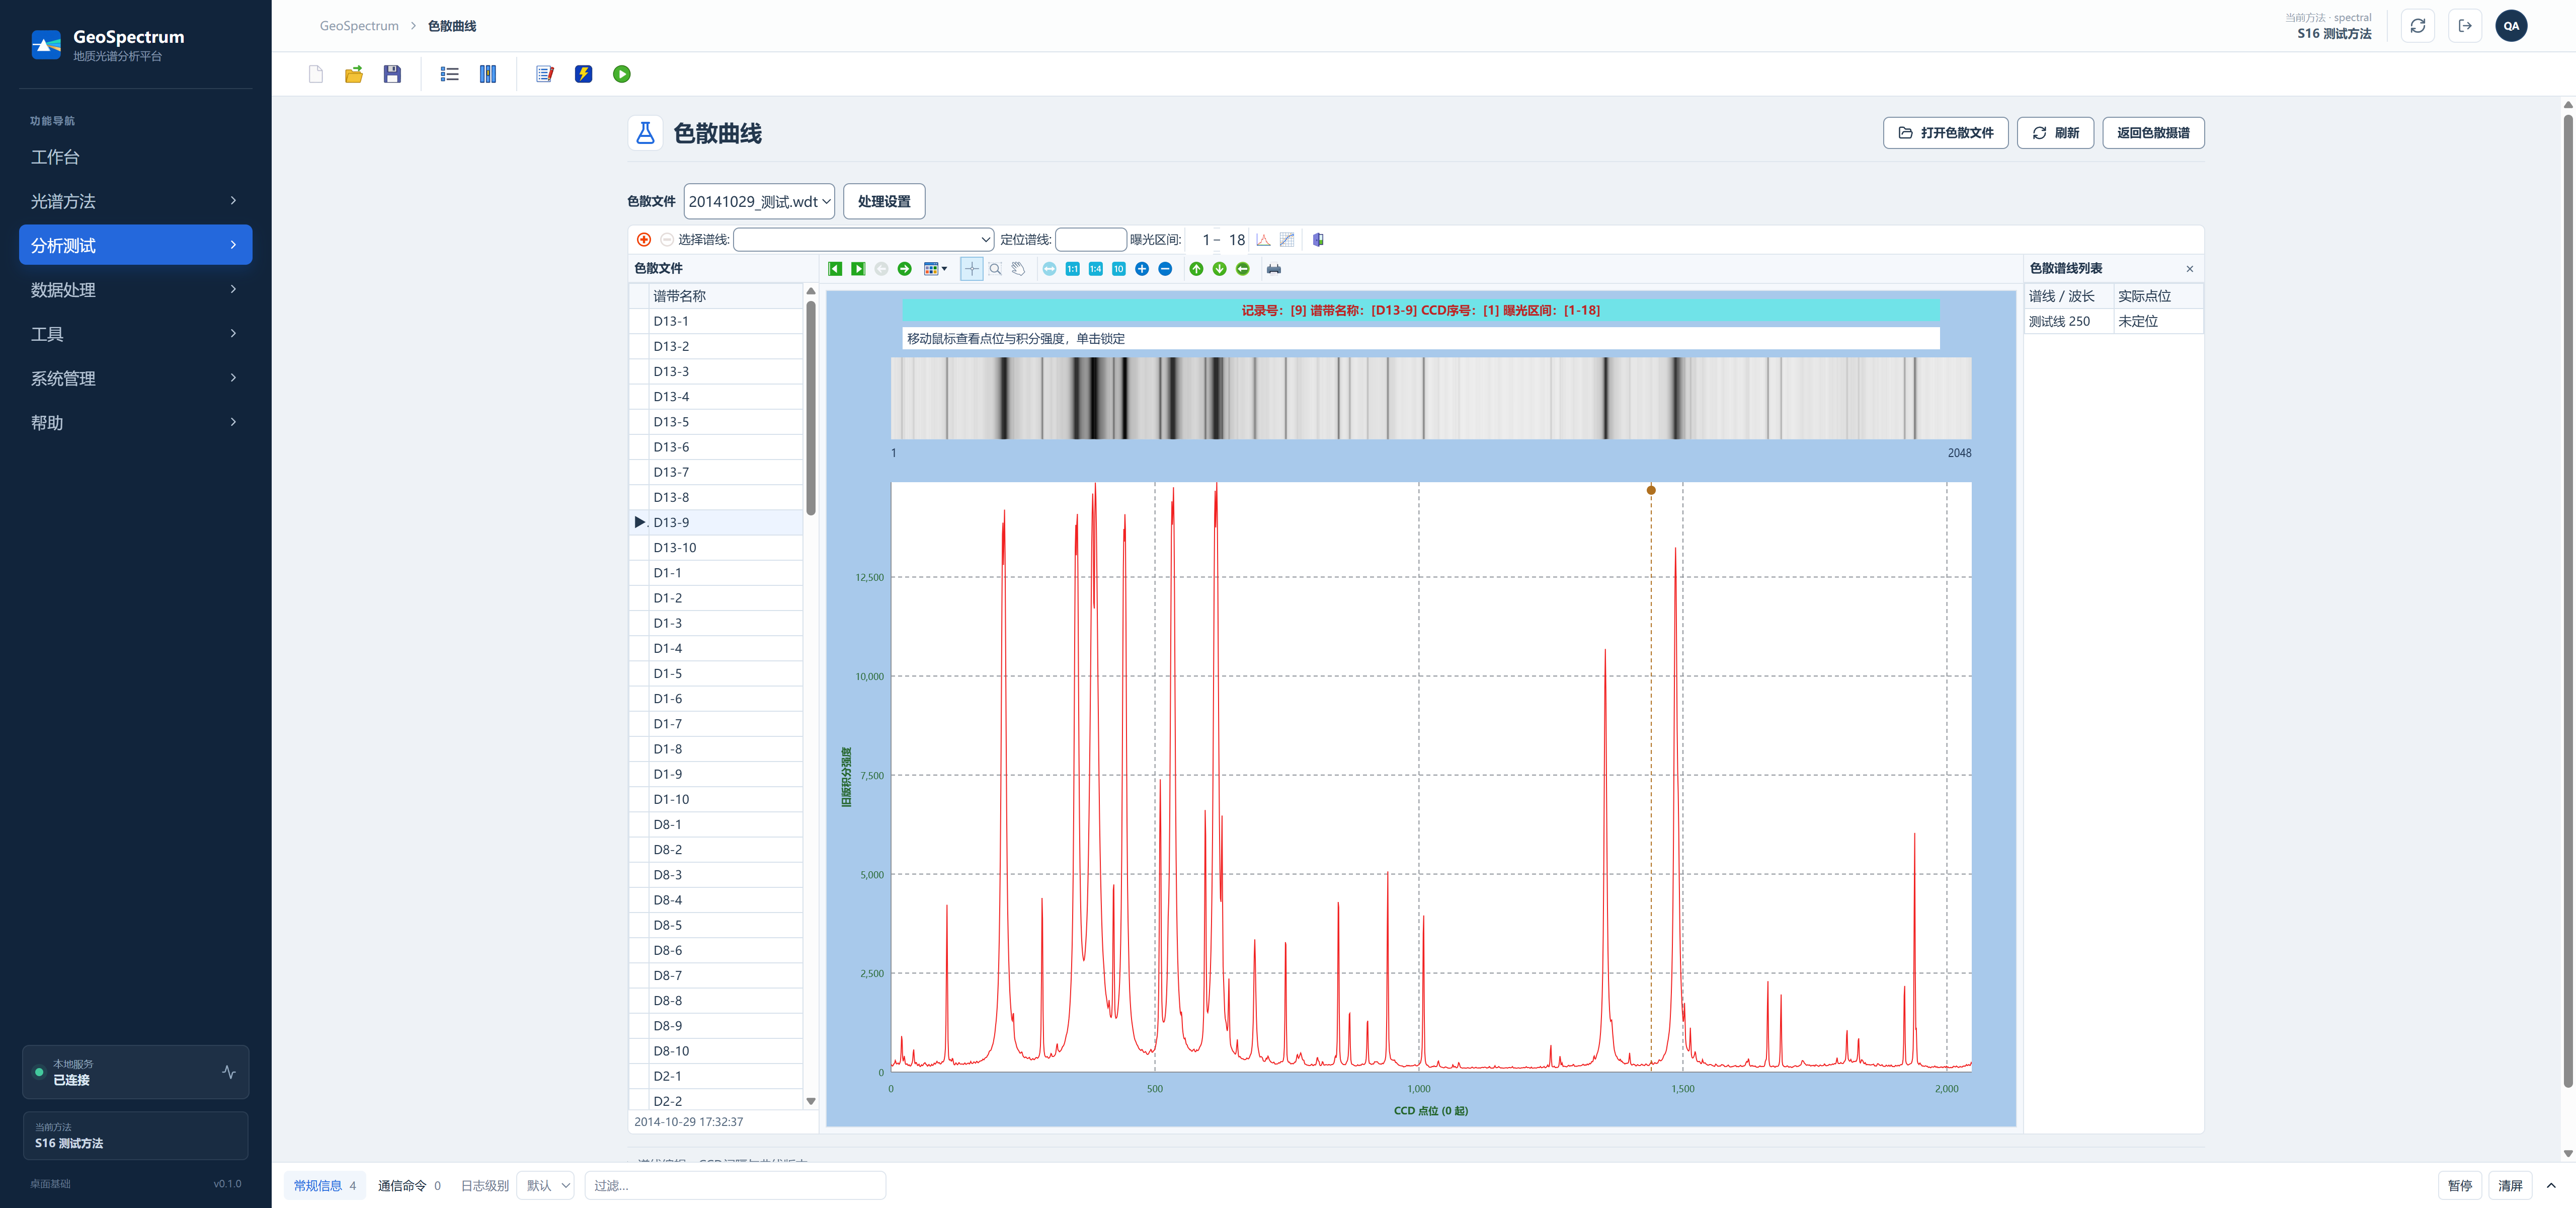 GeoSpectrum
地质光谱分析平台
功能导航
工作台
光谱方法
分析测试
数据处理
工具
系统管理
帮助
本地服务
已连接
当前方法
S16 测试方法
桌面基础 v0.1.0
GeoSpectrum > 色散曲线
当前方法 · spectral
S16 测试方法
QA
色散曲线
打开色散文件 刷新 返回色散摄谱
色散文件 20141029_测试.wdt 处理设置
选择谱线: 定位谱线: 曝光区间: 1 – 18
色散文件
1:1 1:4 10
谱带名称
D13-1
D13-2
D13-3
D13-4
D13-5
D13-6
D13-7
D13-8
D13-9
D13-10
D1-1
D1-2
D1-3
D1-4
D1-5
D1-6
D1-7
D1-8
D1-9
D1-10
D8-1
D8-2
D8-3
D8-4
D8-5
D8-6
D8-7
D8-8
D8-9
D8-10
D2-1
D2-2
2014-10-29 17:32:37
记录号: [9] 谱带名称: [D13-9] CCD序号: [1] 曝光区间: [1-18]
移动鼠标查看点位与积分强度，单击锁定
1 2048
12,500
10,000
7,500
5,000
2,500
0
旧版积分强度
0 500 1,000 1,500 2,000
CCD 点位 (0 起)
色散谱线列表 ×
谱线 / 波长 实际点位
测试线 250 未定位
常规信息 4 通信命令 0 日志级别 默认 过滤... 暂停 清屏